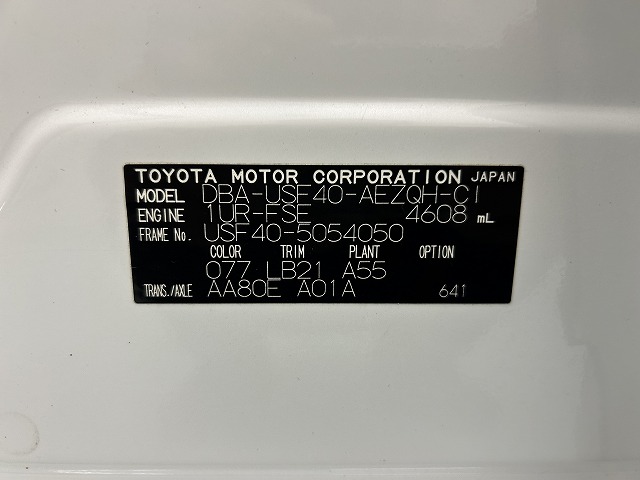 TOYOTA MOTOR CORPORATION JAPAN
MODEL DBA-USF40-AEZQH-CI
ENGINE 1UR-FSE 4608 mL
FRAME No. USF40-5054050
COLOR TRIM PLANT OPTION
077 LB21 A55
TRANS./AXLE AA80E A01A 641